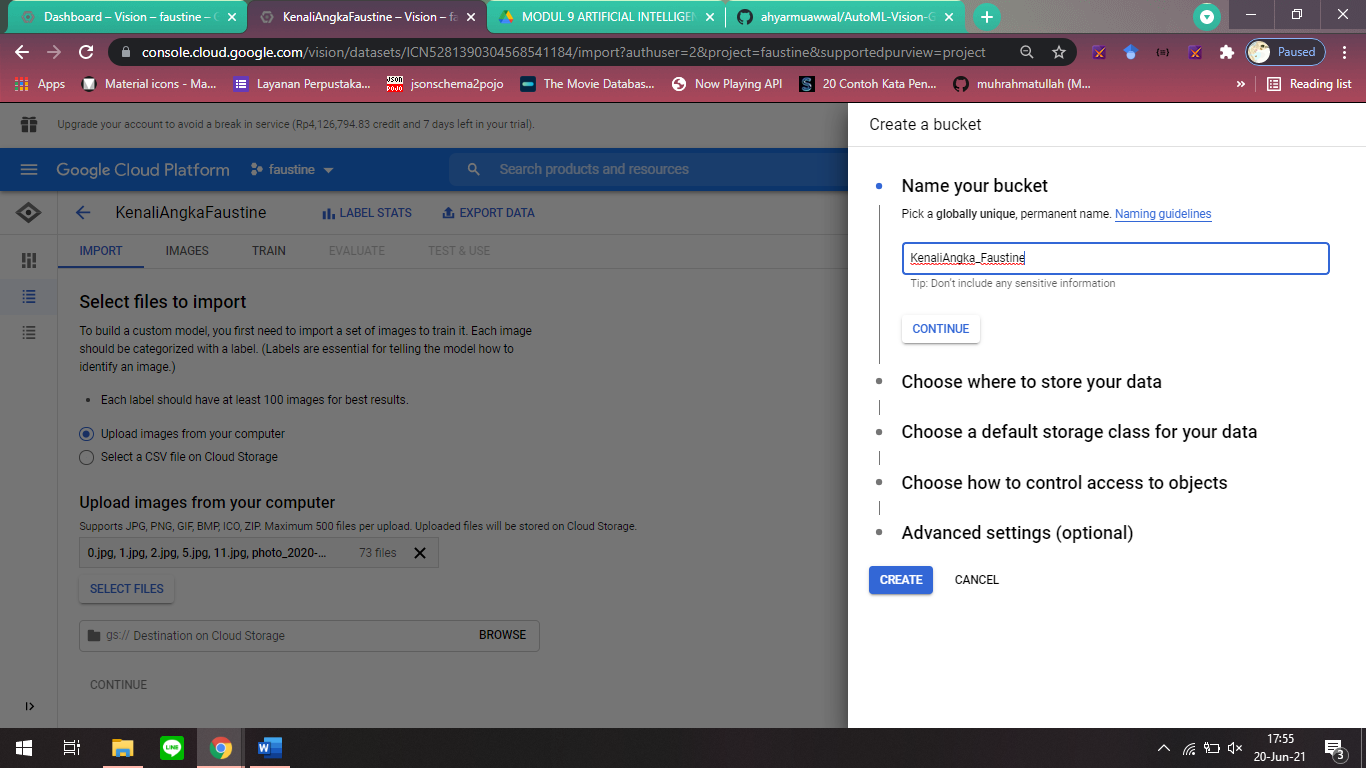 Dashboard – Vision – faustine – G
KenaliAngkaFaustine – Vision – fa
MODUL 9 ARTIFICIAL INTELLIGEN
ahyarmuawwal/AutoML-Vision-G
console.cloud.google.com/vision/datasets/ICN5281390304568541184/import?authuser=2&project=faustine&supportedpurview=project
Paused
Apps
Material icons - Ma...
Layanan Perpustaka...
JSON POJO
jsonschema2pojo
The Movie Databas...
Now Playing API
20 Contoh Kata Pen...
muhrahmatullah (M...
»
Reading list
Upgrade your account to avoid a break in service (Rp4,126,794.83 credit and 7 days left in your trial).
Google Cloud Platform
faustine
Search products and resources
KenaliAngkaFaustine
LABEL STATS
EXPORT DATA
IMPORT
IMAGES
TRAIN
EVALUATE
TEST & USE
Select files to import
To build a custom model, you first need to import a set of images to train it. Each image
should be categorized with a label. (Labels are essential for telling the model how to
identify an image.)
• Each label should have at least 100 images for best results.
Upload images from your computer
Select a CSV file on Cloud Storage
Upload images from your computer
Supports JPG, PNG, GIF, BMP, ICO, ZIP. Maximum 500 files per upload. Uploaded files will be stored on Cloud Storage.
0.jpg, 1.jpg, 2.jpg, 5.jpg, 11.jpg, photo_2020-...
73 files
SELECT FILES
gs:// Destination on Cloud Storage
BROWSE
CONTINUE
Create a bucket
Name your bucket
Pick a globally unique, permanent name. Naming guidelines
KenaliAngka_Faustine
Tip: Don't include any sensitive information
CONTINUE
Choose where to store your data
Choose a default storage class for your data
Choose how to control access to objects
Advanced settings (optional)
CREATE
CANCEL
LINE
17:55
20-Jun-21
3